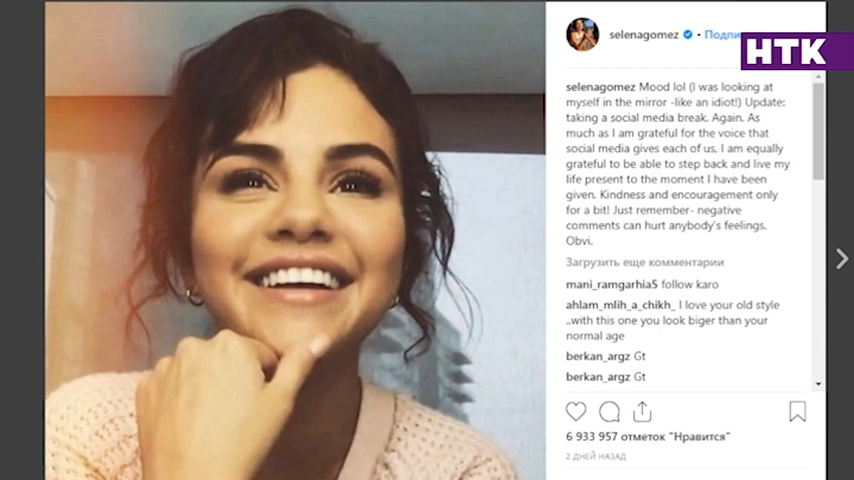 selenagomez • Подпи
НТК
selenagomez Mood lol (I was looking at
myself in the mirror -like an idiot!) Update:
taking a social media break. Again. As
much as I am grateful for the voice that
social media gives each of us, I am equally
grateful to be able to step back and live my
life present to the moment I have been
given. Kindness and encouragement only
for a bit! Just remember- negative
comments can hurt anybody's feelings.
Obvi.
Загрузить еще комментарии
mani_ramgarhia5 follow karo
ahlam_mlih_a_chikh_ I love your old style
..with this one you look biger than your
normal age
berkan_argz Gt
berkan_argz Gt
6 933 957 отметок "Нравится"
2 ДНЕЙ НАЗАД